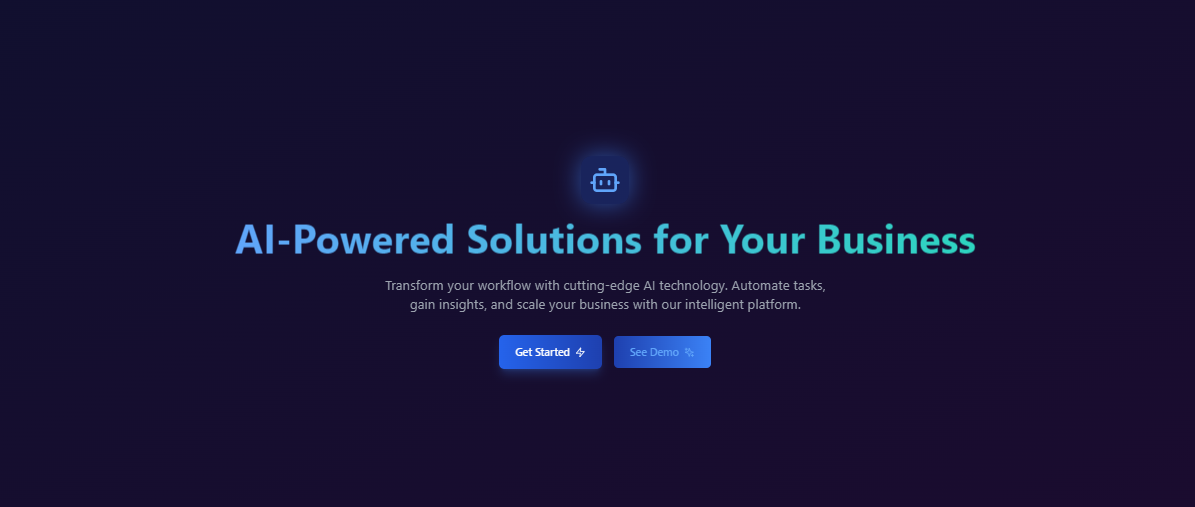 AI-Powered Solutions for Your Business
Transform your workflow with cutting-edge AI technology. Automate tasks,
gain insights, and scale your business with our intelligent platform.
Get Started
See Demo